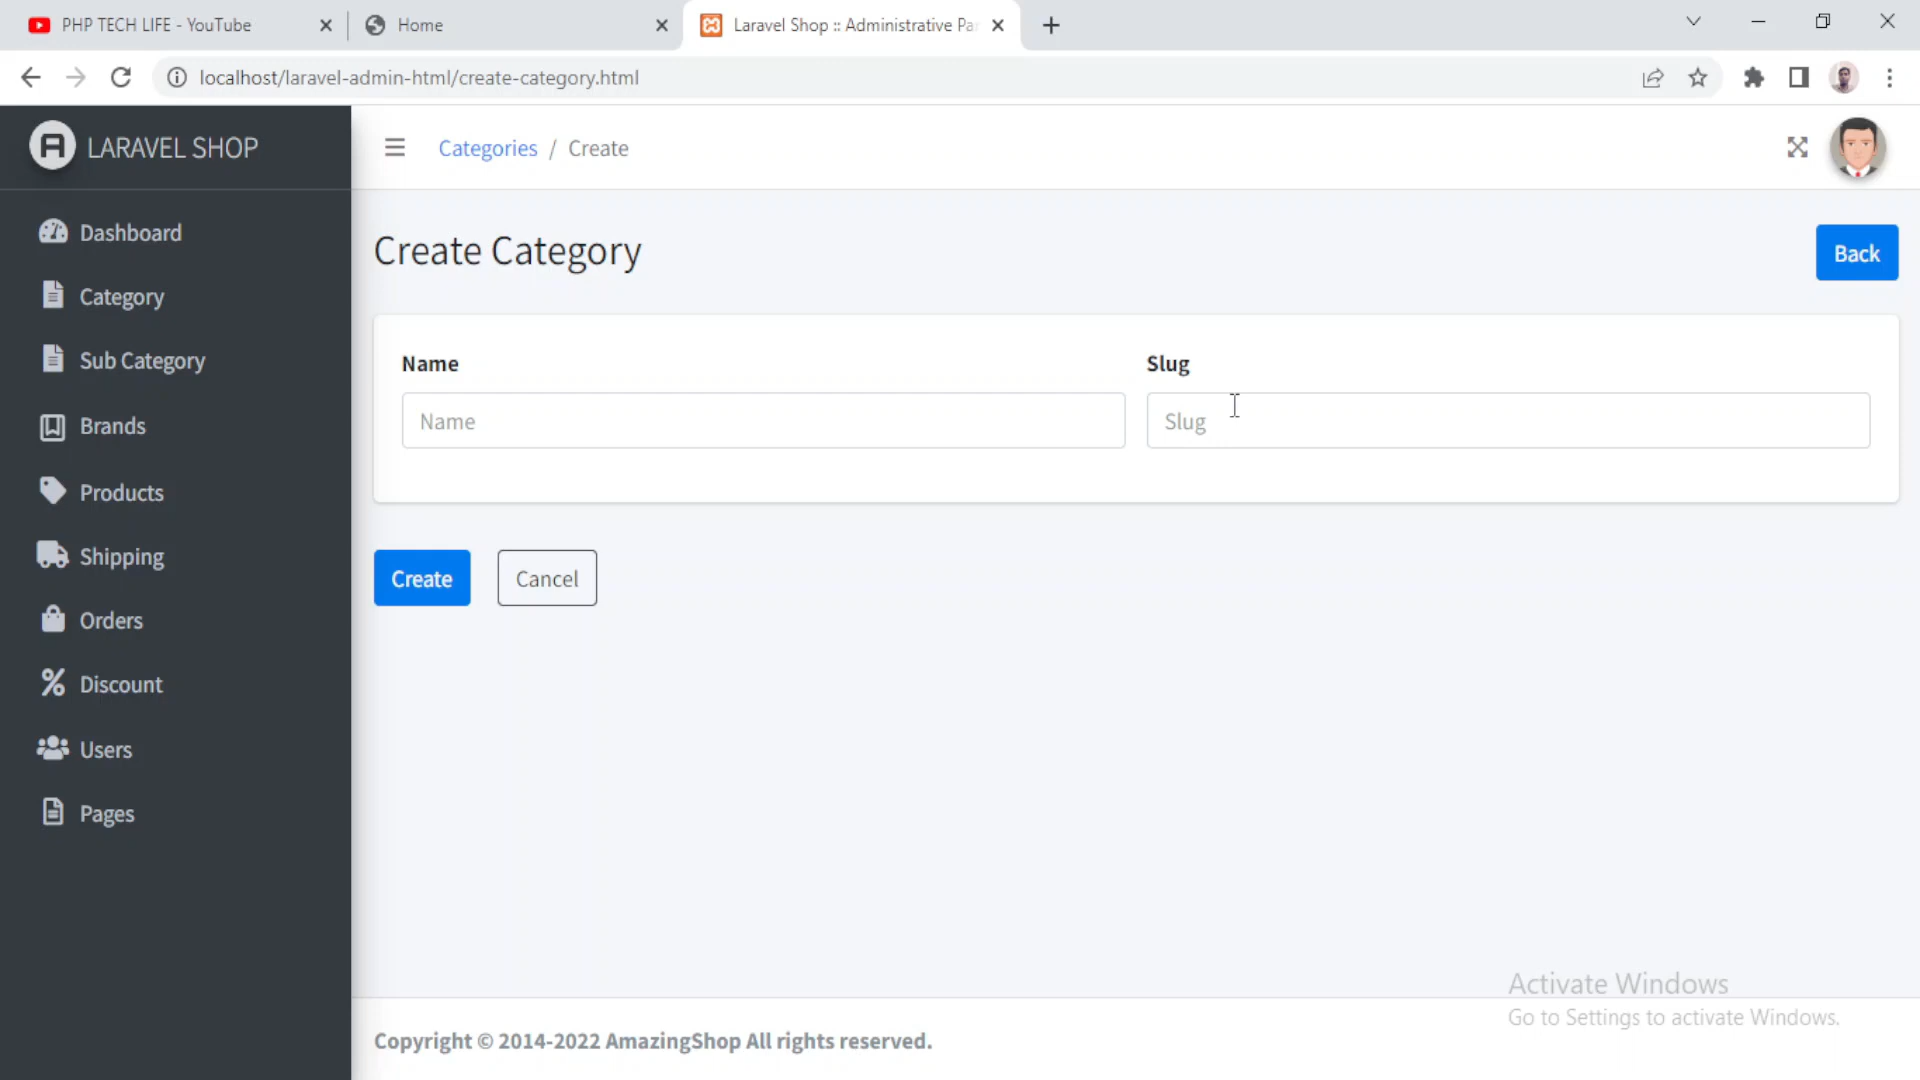 PHP TECH LIFE - YouTube
Home
Laravel Shop :: Administrative Pa
localhost/laravel-admin-html/create-category.html
LARAVEL SHOP
Categories / Create
Dashboard
Category
Sub Category
Brands
Products
Shipping
Orders
Discount
Users
Pages
Create Category
Back
Name
Slug
Name
Slug
Create
Cancel
Activate Windows
Go to Settings to activate Windows.
Copyright © 2014-2022 AmazingShop All rights reserved.